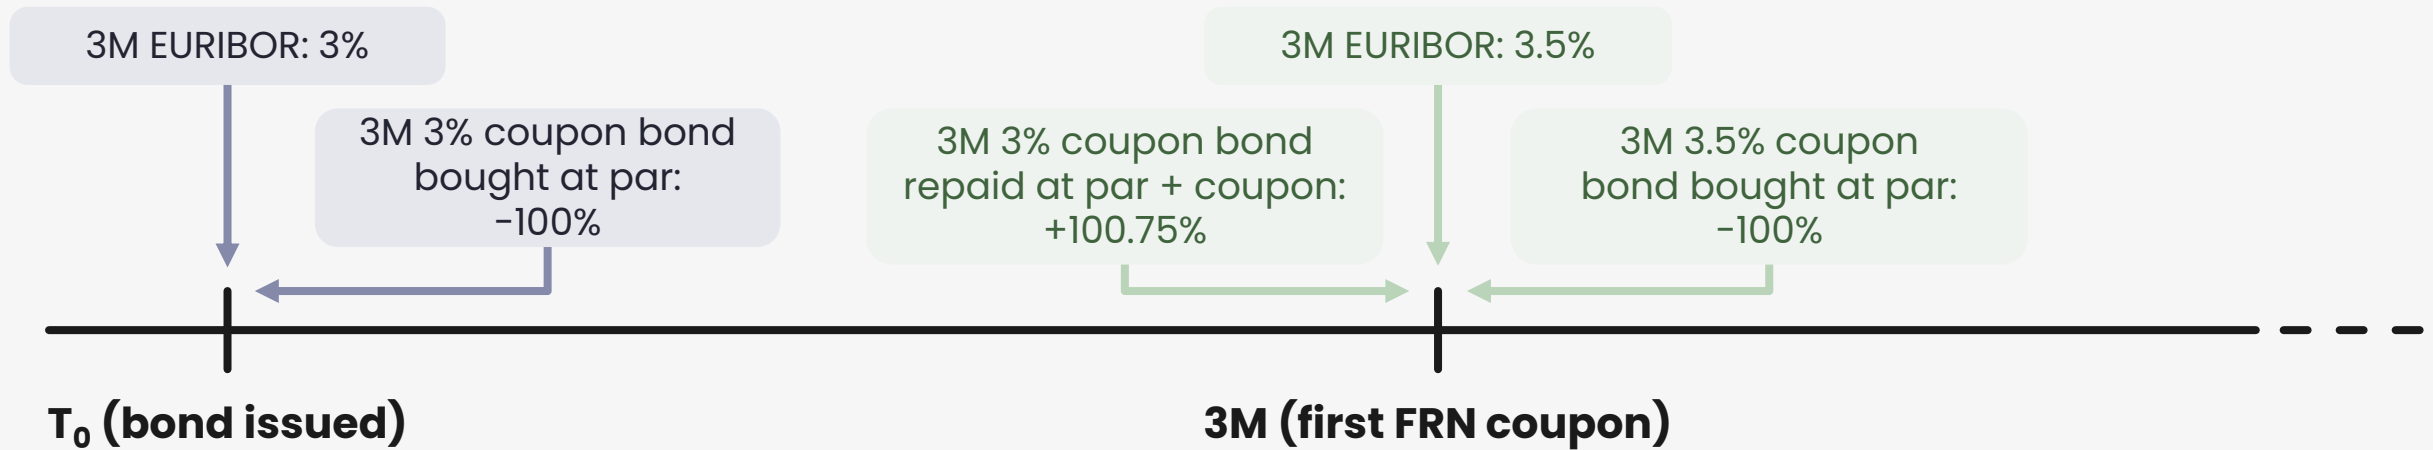 3M EURIBOR: 3%
3M 3% coupon bond
bought at par:
-100%
3M EURIBOR: 3.5%
3M 3% coupon bond
repaid at par + coupon:
+100.75%
3M 3.5% coupon
bond bought at par:
-100%
T₀ (bond issued)
3M (first FRN coupon)